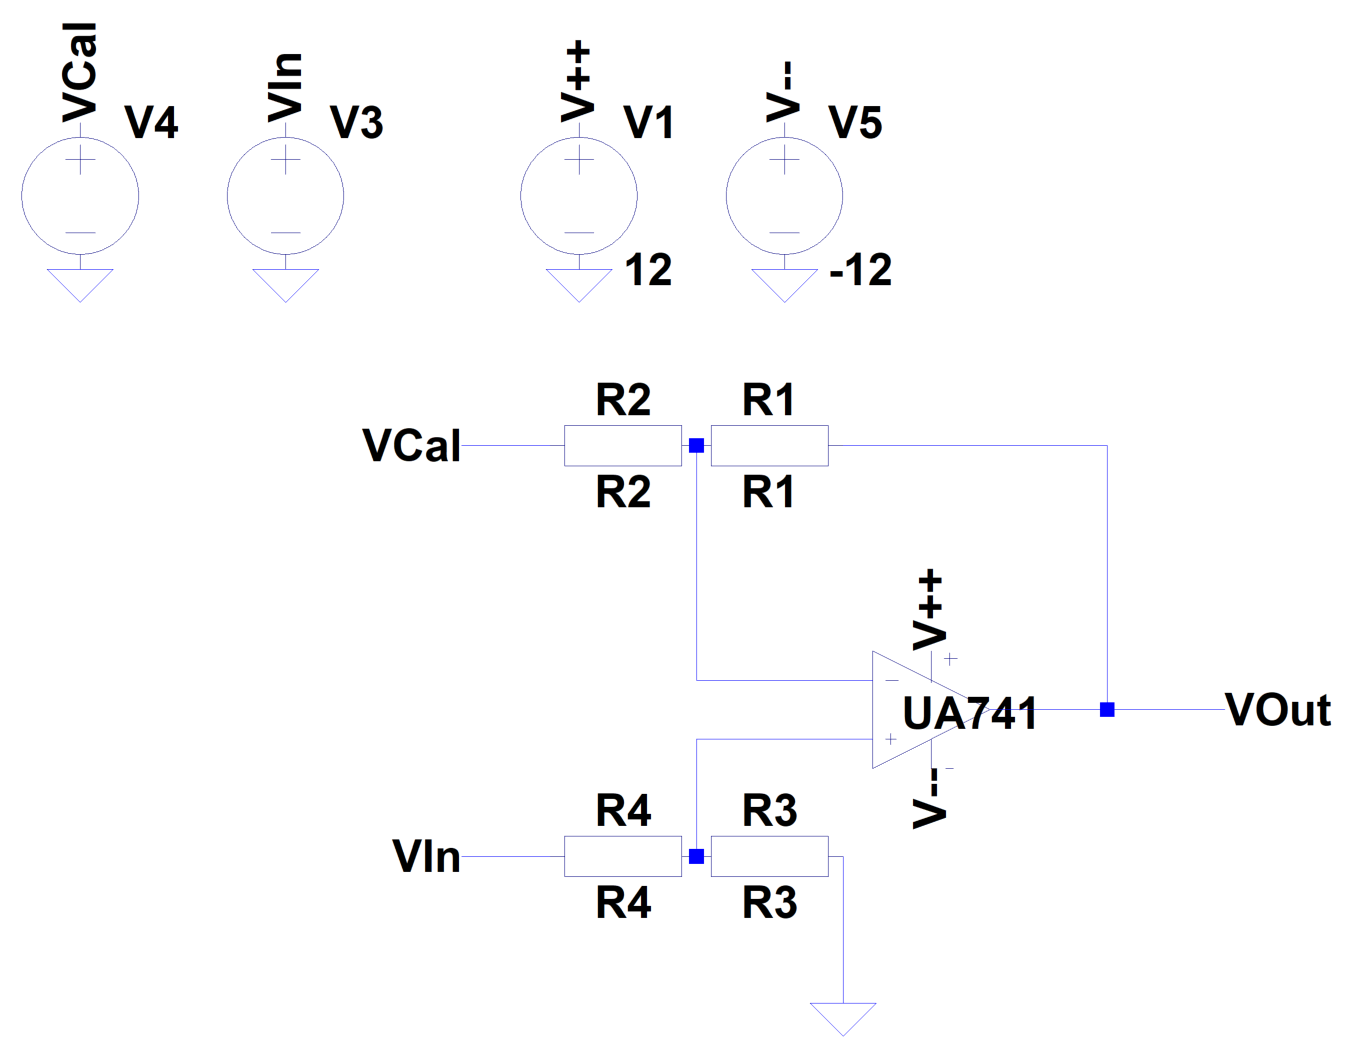 VCal
V4
VIn
V3
V++
V1
12
V--
V5
-12
R2
R1
VCal
R2
R1
V++
+
-
UA741
VOut
+
-
V--
R4
R3
VIn
R4
R3